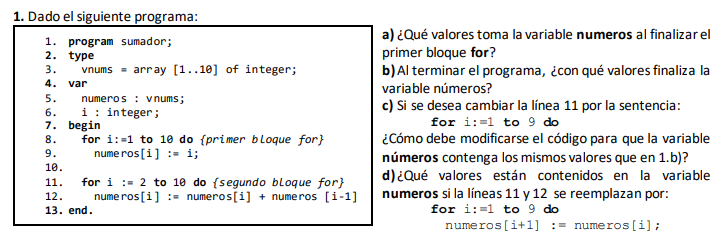 1. Dado el siguiente programa:
1. program sumador;
2. type
3. vnums = array [1..10] of integer;
4. var
5. numeros : vnums;
6. i : integer;
7. begin
8. for i:=1 to 10 do {primer bloque for}
9. numeros[i] := i;
10.
11. for i := 2 to 10 do {segundo bloque for}
12. numeros[i] := numeros[i] + numeros [i-1]
13. end.
a) ¿Qué valores toma la variable numeros al finalizar el
primer bloque for?
b) Al terminar el programa, ¿con qué valores finaliza la
variable números?
c) Si se desea cambiar la línea 11 por la sentencia:
for i:=1 to 9 do
¿Cómo debe modificarse el código para que la variable
números contenga los mismos valores que en 1.b)?
d) ¿Qué valores están contenidos en la variable
numeros si la líneas 11 y 12 se reemplazan por:
for i:=1 to 9 do
numeros[i+1] := numeros[i];